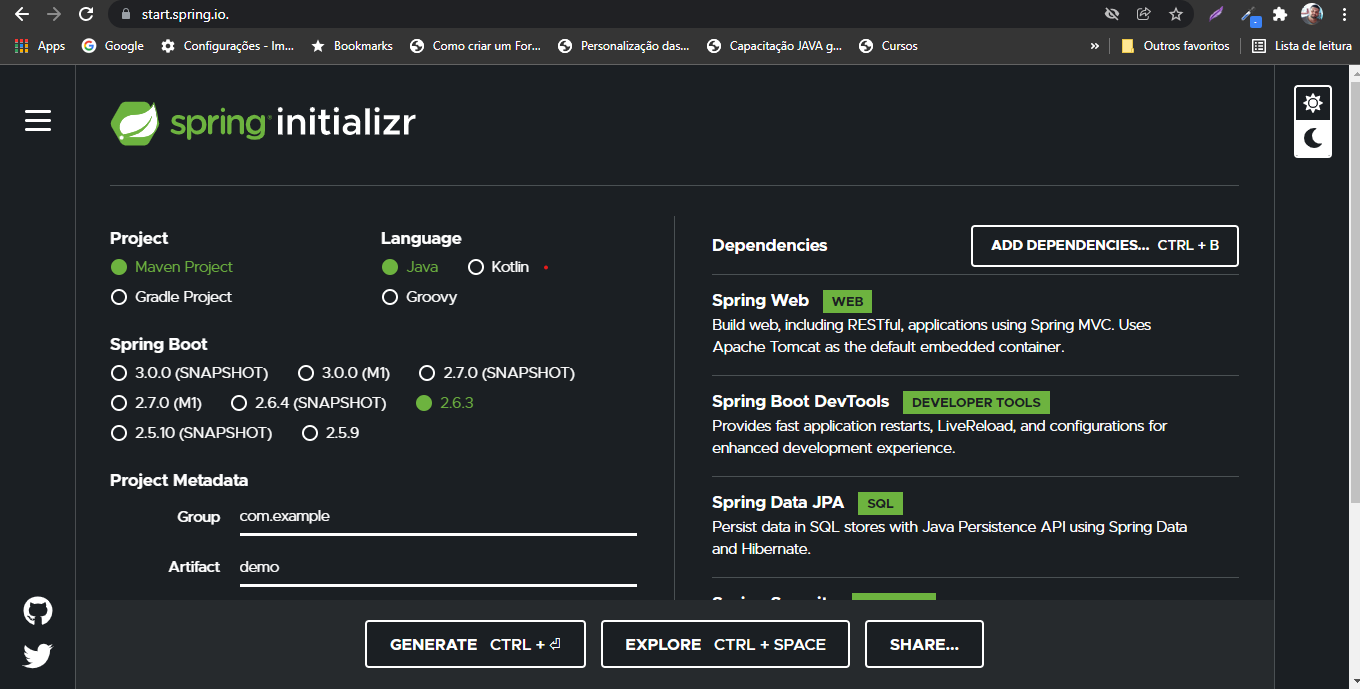 start.spring.io.
Apps Google Configurações - Im... Bookmarks Como criar um For... Personalização das... Capacitação JAVA g... Cursos » Outros favoritos Lista de leitura
spring initializr
Project
Maven Project
Gradle Project
Language
Java Kotlin
Groovy
Spring Boot
3.0.0 (SNAPSHOT) 3.0.0 (M1) 2.7.0 (SNAPSHOT)
2.7.0 (M1) 2.6.4 (SNAPSHOT) 2.6.3
2.5.10 (SNAPSHOT) 2.5.9
Project Metadata
Group com.example
Artifact demo
Dependencies ADD DEPENDENCIES... CTRL + B
Spring Web WEB
Build web, including RESTful, applications using Spring MVC. Uses
Apache Tomcat as the default embedded container.
Spring Boot DevTools DEVELOPER TOOLS
Provides fast application restarts, LiveReload, and configurations for
enhanced development experience.
Spring Data JPA SQL
Persist data in SQL stores with Java Persistence API using Spring Data
and Hibernate.
GENERATE CTRL + ⏎ EXPLORE CTRL + SPACE SHARE...